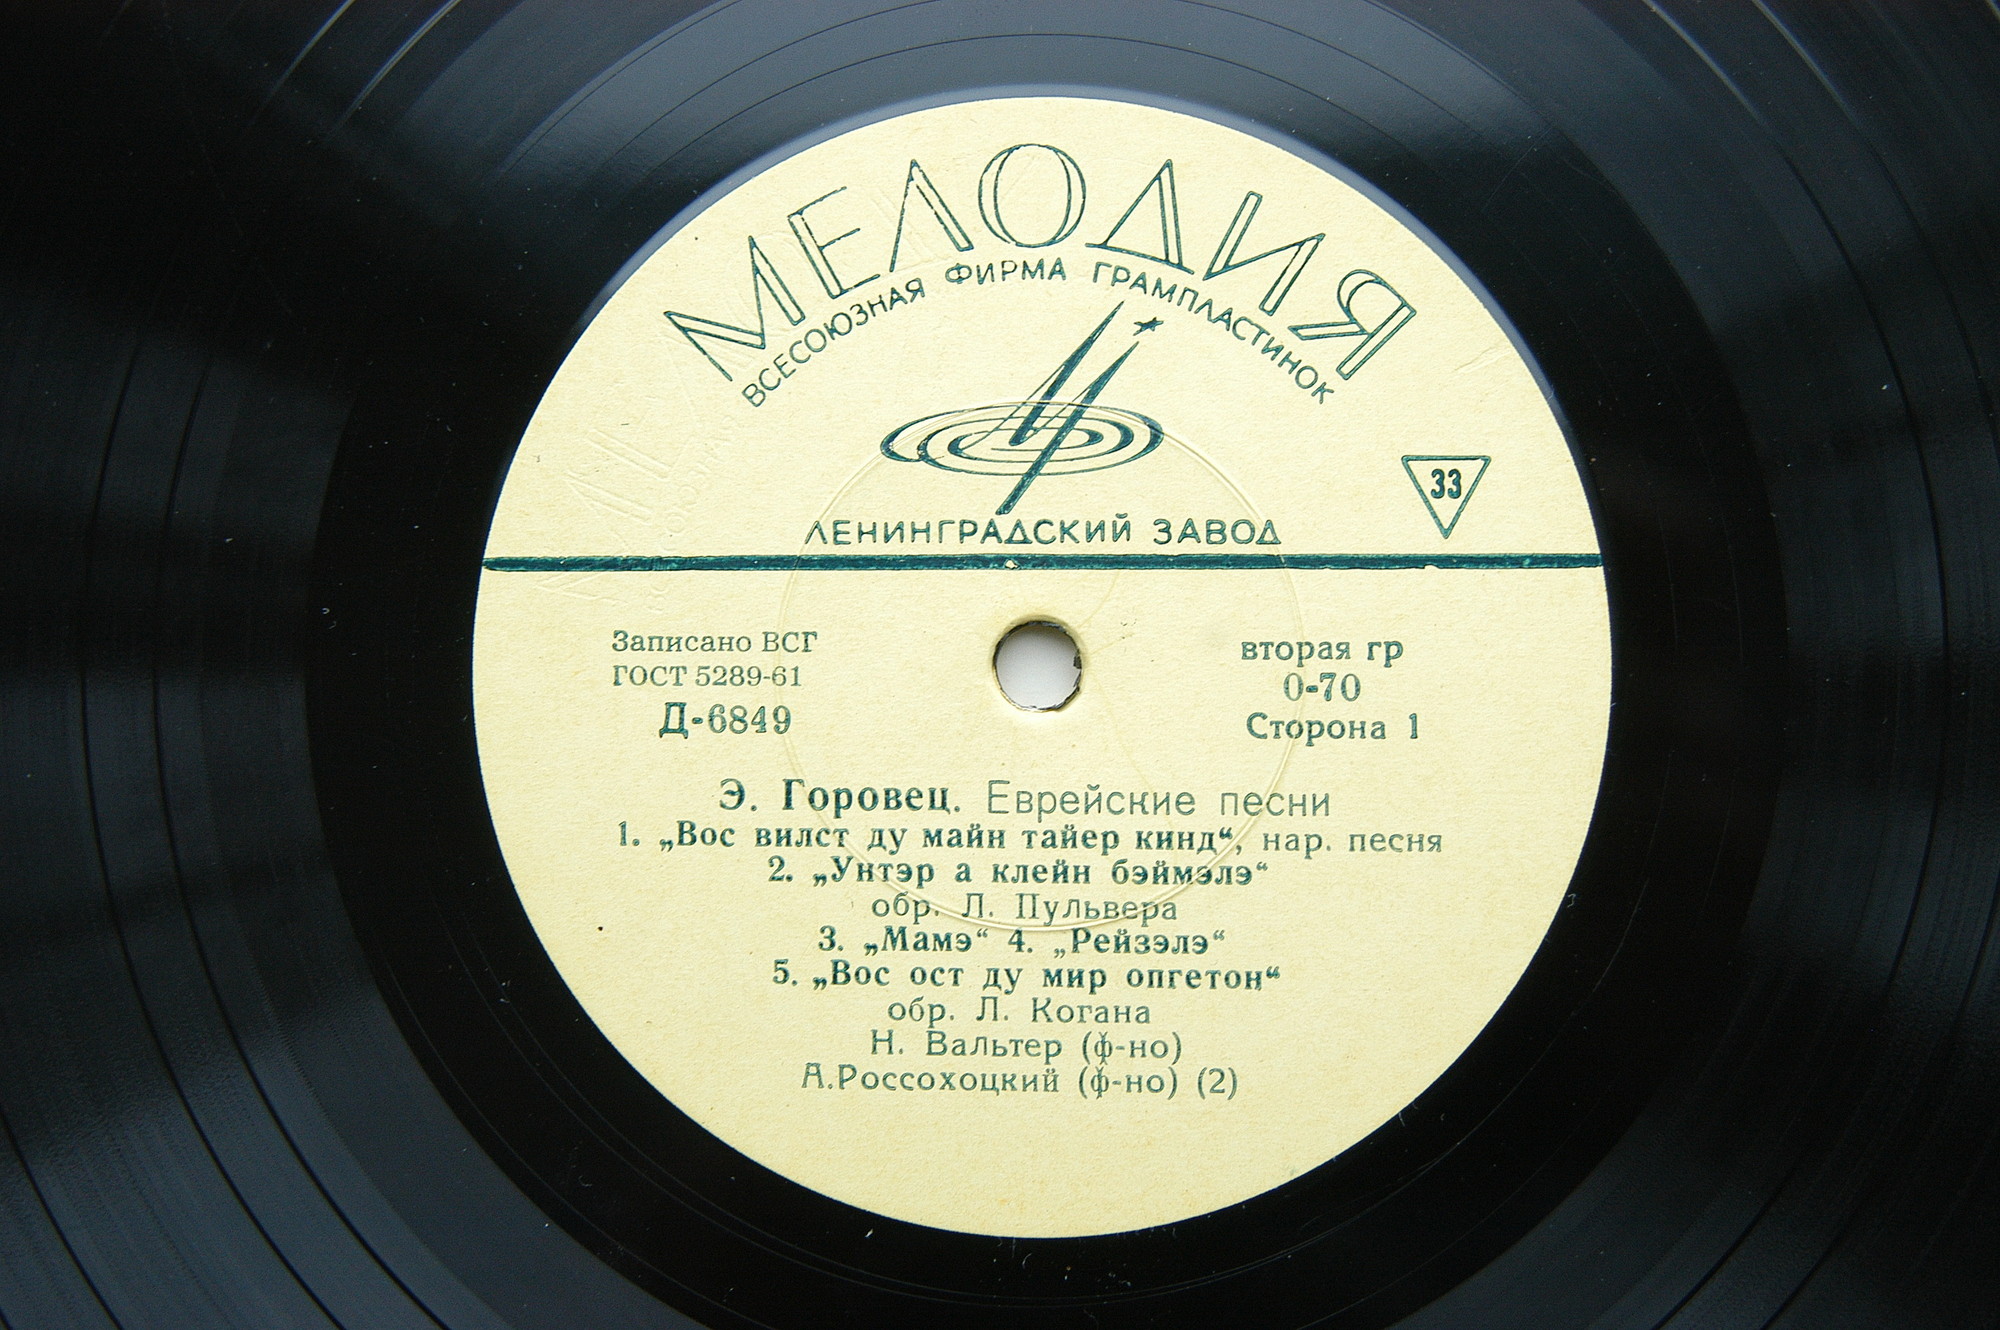 МЕЛОДИЯ
ВСЕСОЮЗНАЯ ФИРМА ГРАМПЛАСТИНОК
33
ЛЕНИНГРАДСКИЙ ЗАВОД
Записано ВСГ
ГОСТ 5289-61
Д-6849
вторая гр
0-70
Сторона 1
Э. Горовец. Еврейские песни
1. „Вос вилст ду майн тайер кинд“, нар. песня
2. „Унтэр а клейн бэймэлэ“
обр. Л. Пульвера
3. „Мамэ“ 4. „Рейзэлэ“
5. „Вос ост ду мир опгетон“
обр. Л. Когана
Н. Вальтер (ф-но)
А.Россохоцкий (ф-но) (2)